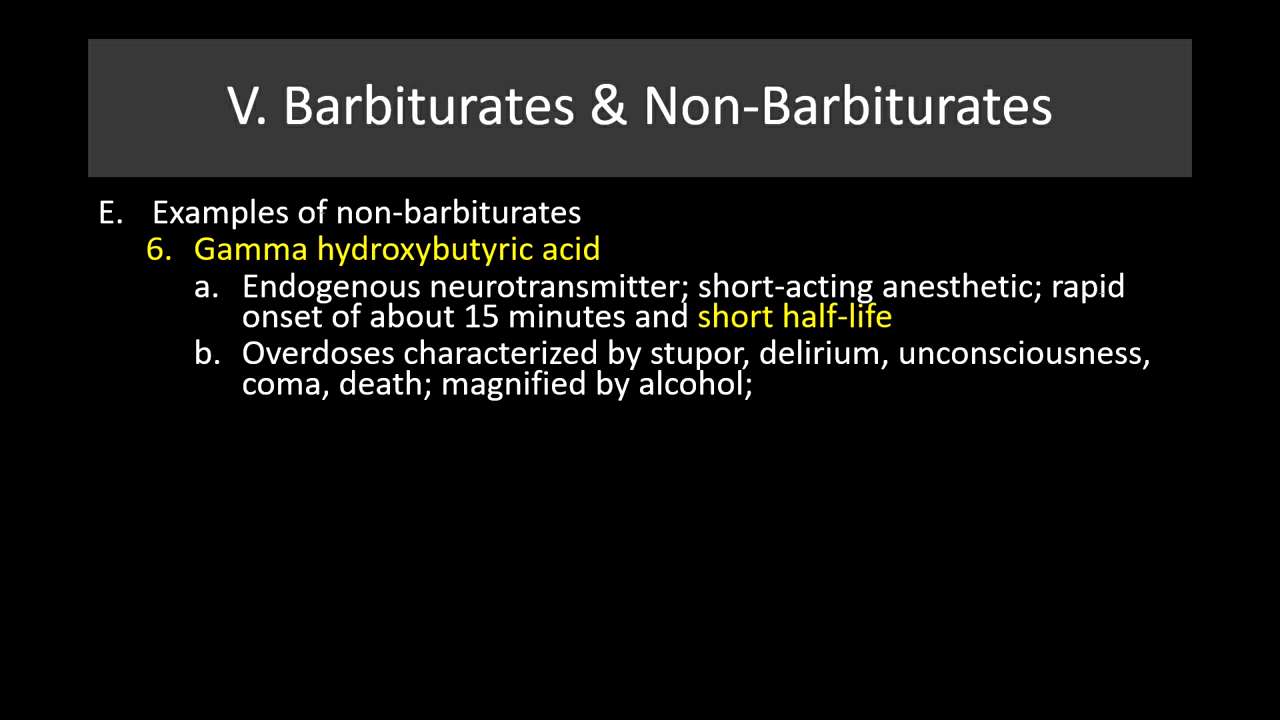 V. Barbiturates & Non-Barbiturates
E. Examples of non-barbiturates
6. Gamma hydroxybutyric acid
a. Endogenous neurotransmitter; short-acting anesthetic; rapid
onset of about 15 minutes and short half-life
b. Overdoses characterized by stupor, delirium, unconsciousness,
coma, death; magnified by alcohol;